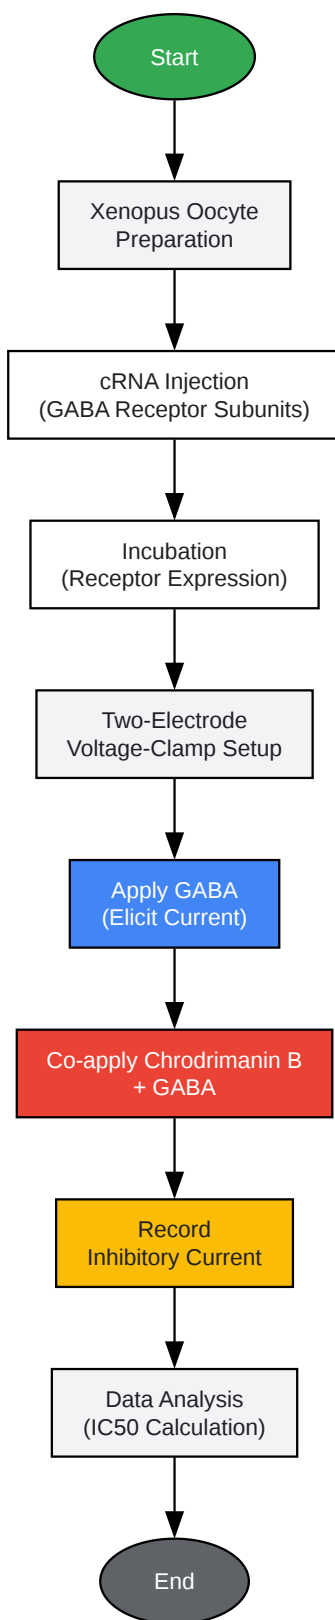 Start
Xenopus Oocyte
Preparation
cRNA Injection
(GABA Receptor Subunits)
Incubation
(Receptor Expression)
Two-Electrode
Voltage-Clamp Setup
Apply GABA
(Elicit Current)
Co-apply Chrodrimanin B
+ GABA
Record
Inhibitory Current
Data Analysis
(IC50 Calculation)
End